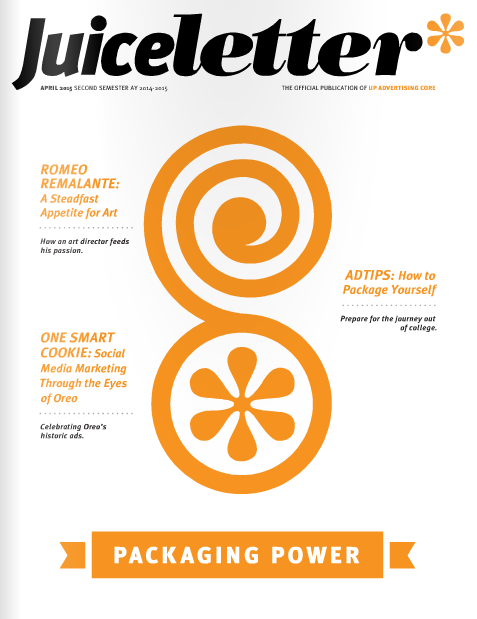 Juiceletter
APRIL 2015 SECOND SEMESTER AY 2014-2015
THE OFFICIAL PUBLICATION OF UP ADVERTISING CORE
ROMEO
REMALANTE:
A Steadfast
Appetite for Art
How an art director feeds
his passion.
ADTIPS: How to
Package Yourself
Prepare for the journey out
of college.
ONE SMART
COOKIE: Social
Media Marketing
Through the Eyes
of Oreo
Celebrating Oreo's
historic ads.
PACKAGING POWER